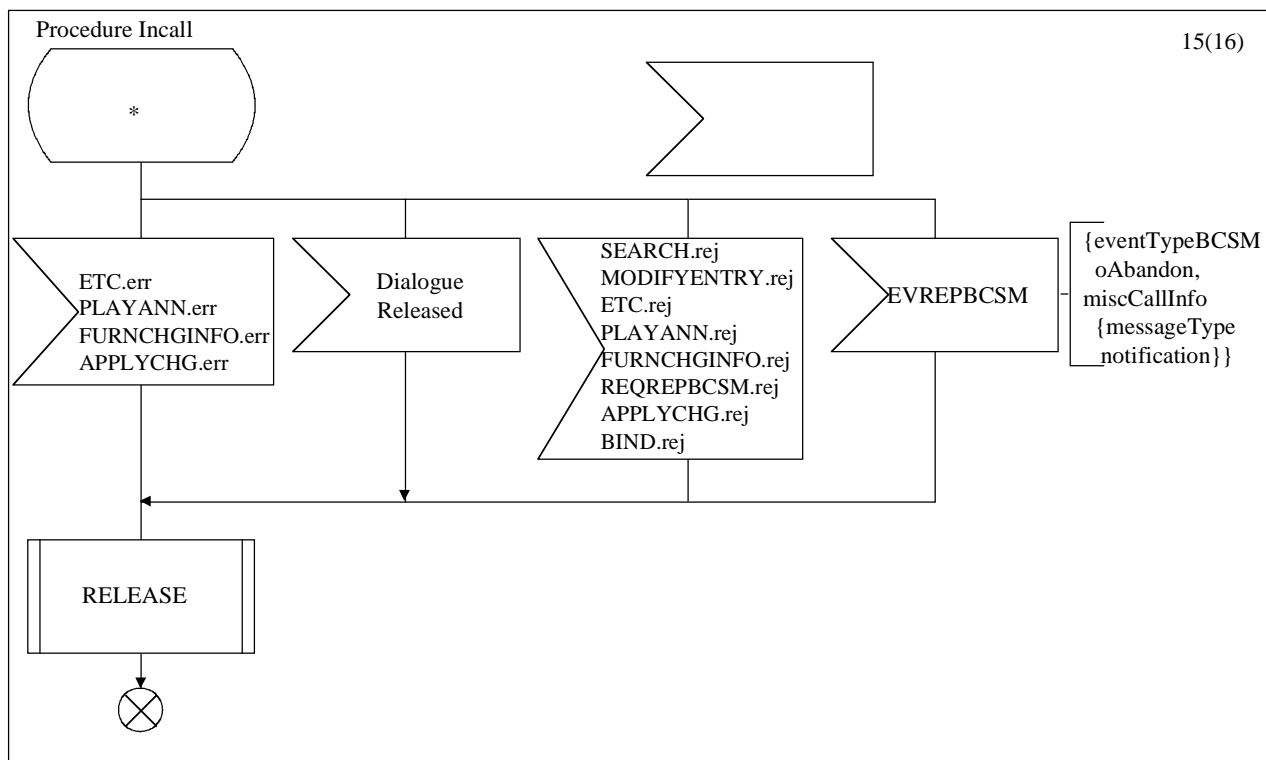 Procedure Incall
15(16)
*
ETC.err
PLAYANN.err
FURNCHGINFO.err
APPLYCHG.err
Dialogue
Released
SEARCH.rej
MODIFYENTRY.rej
ETC.rej
PLAYANN.rej
FURNCHGINFO.rej
REQREPBCSM.rej
APPLYCHG.rej
BIND.rej
EVREPBCSM
{eventTypeBCSM
oAbandon,
miscCallInfo
{messageType
notification}}
RELEASE